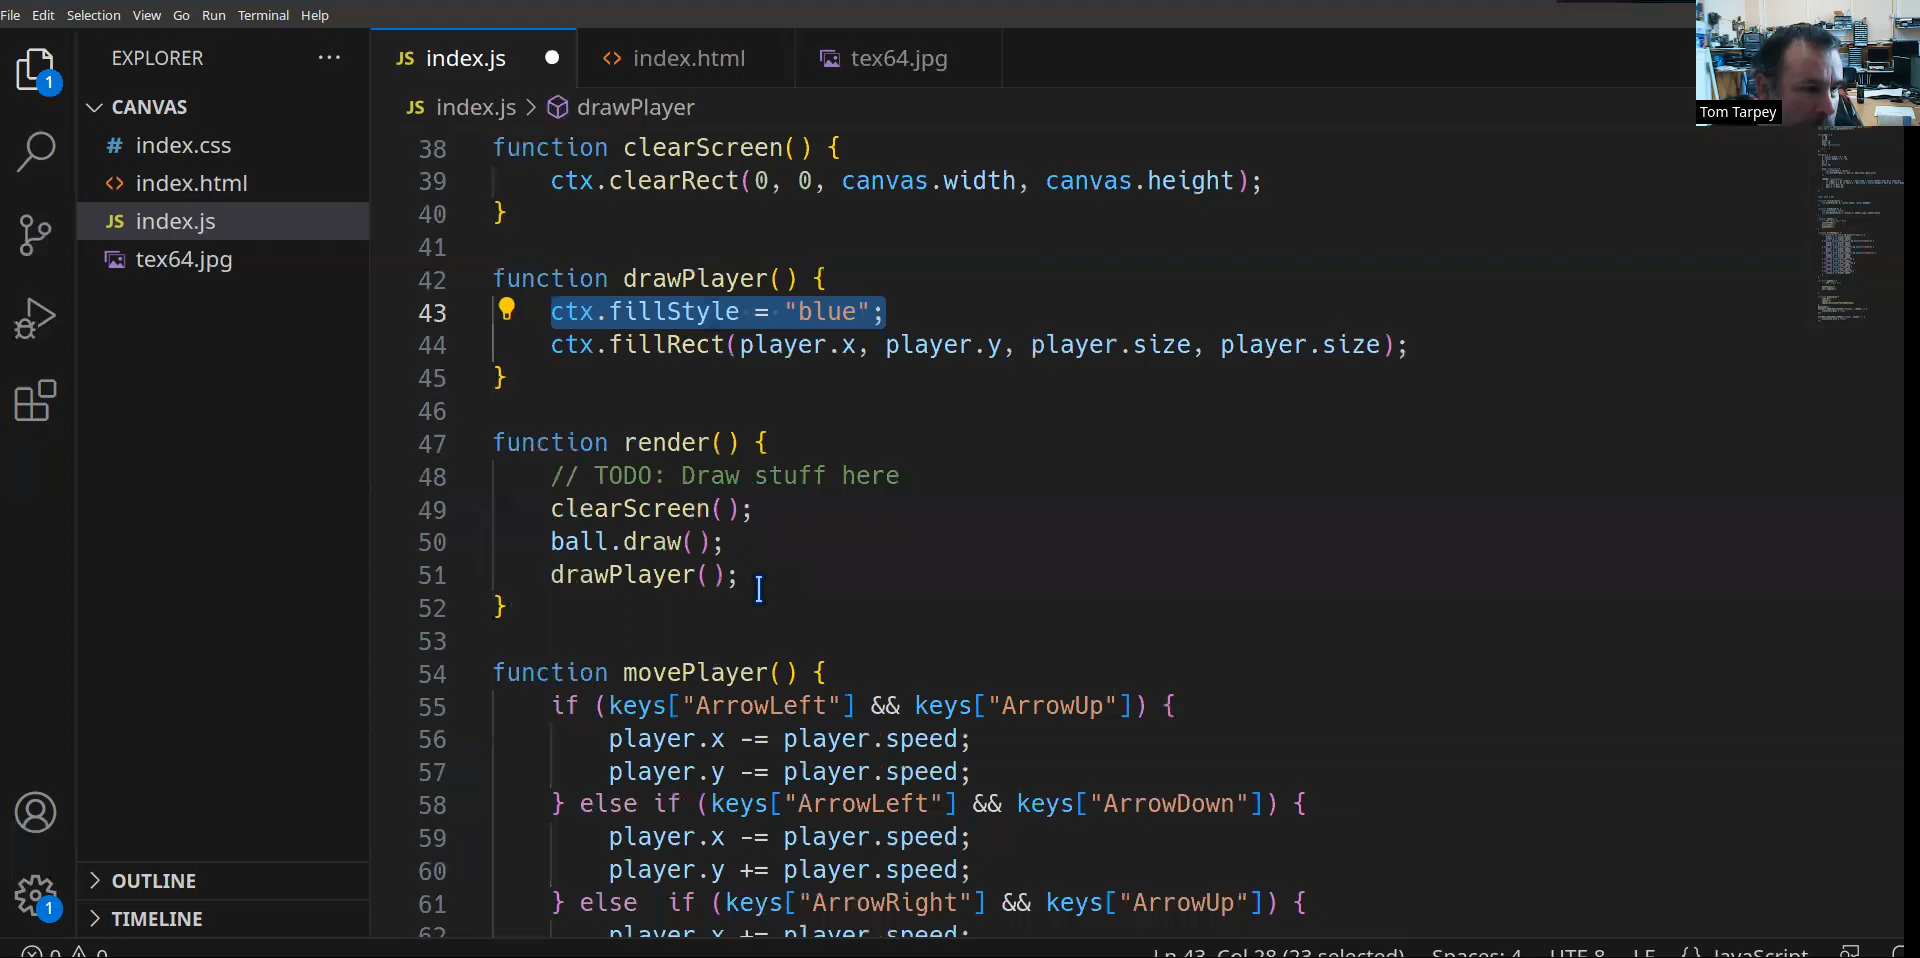 File Edit Selection View Go Run Terminal Help
EXPLORER ···
JS index.js
<> index.html
tex64.jpg
1
CANVAS
# index.css
<> index.html
JS index.js
tex64.jpg
JS index.js > drawPlayer
Tom Tarpey
38 function clearScreen() {
39 ctx.clearRect(0, 0, canvas.width, canvas.height);
40 }
41
42 function drawPlayer() {
43 ctx.fillStyle = "blue";
44 ctx.fillRect(player.x, player.y, player.size, player.size);
45 }
46
47 function render() {
48 // TODO: Draw stuff here
49 clearScreen();
50 ball.draw();
51 drawPlayer();
52 }
53
54 function movePlayer() {
55 if (keys["ArrowLeft"] && keys["ArrowUp"]) {
56 player.x -= player.speed;
57 player.y -= player.speed;
58 } else if (keys["ArrowLeft"] && keys["ArrowDown"]) {
59 player.x -= player.speed;
60 player.y += player.speed;
61 } else  if (keys["ArrowRight"] && keys["ArrowUp"]) {
62 player.x += player.speed;
OUTLINE
1
TIMELINE
0 0 Ln 43, Col 28 (23 selected) Spaces: 4 UTF-8 LF {} JavaScript